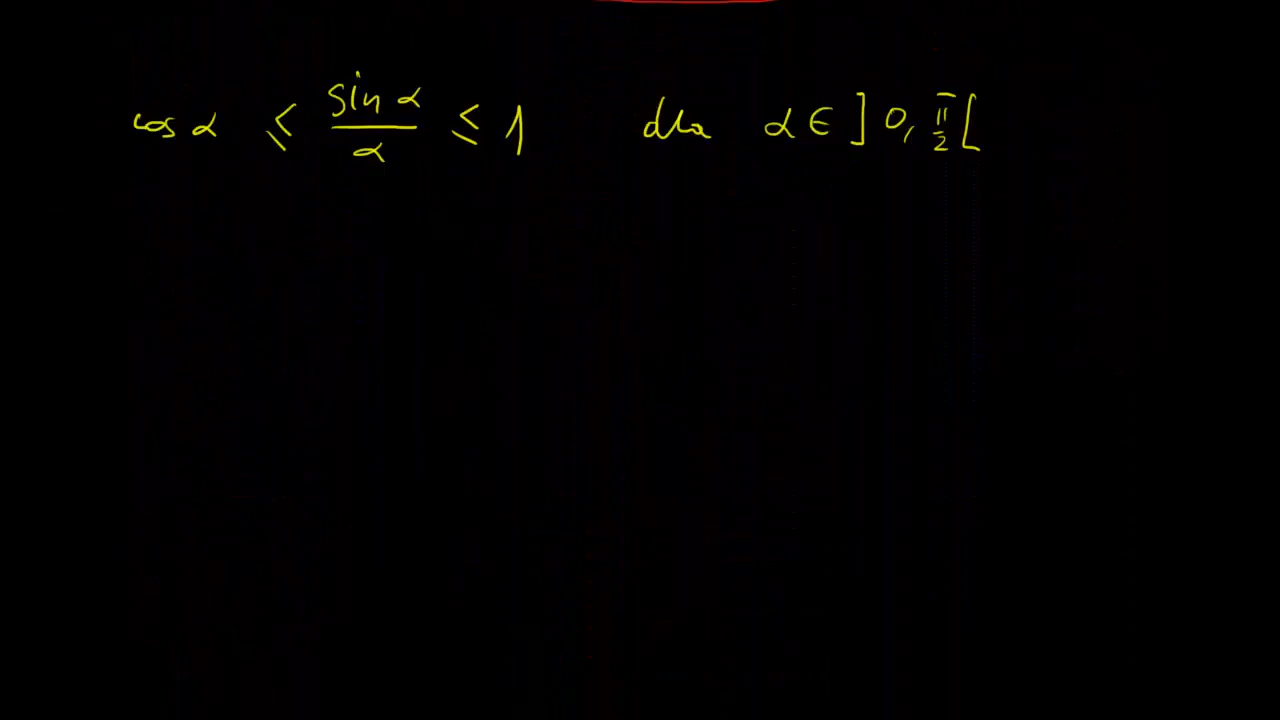 cos α ≤ sin α / α ≤ 1 dla α ∈ ] 0, π/2 [